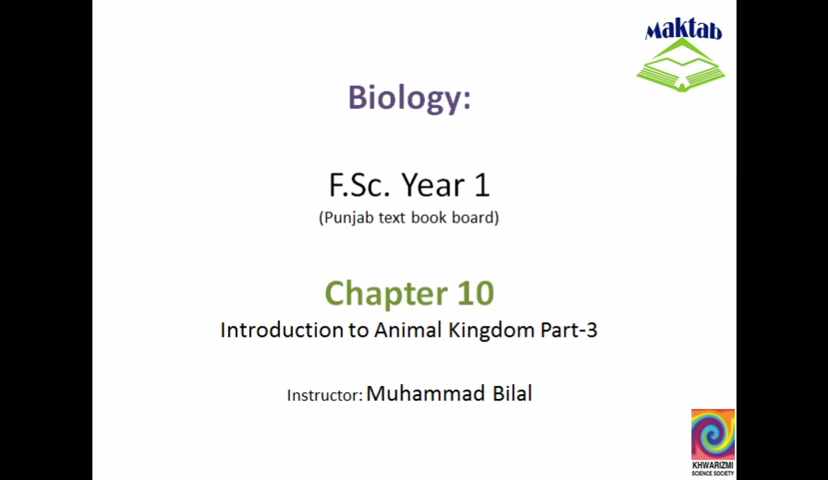 Maktab
Biology:
F.Sc. Year 1
(Punjab text book board)
Chapter 10
Introduction to Animal Kingdom Part-3
Instructor: Muhammad Bilal
KHWARIZMI
SCIENCE SOCIETY